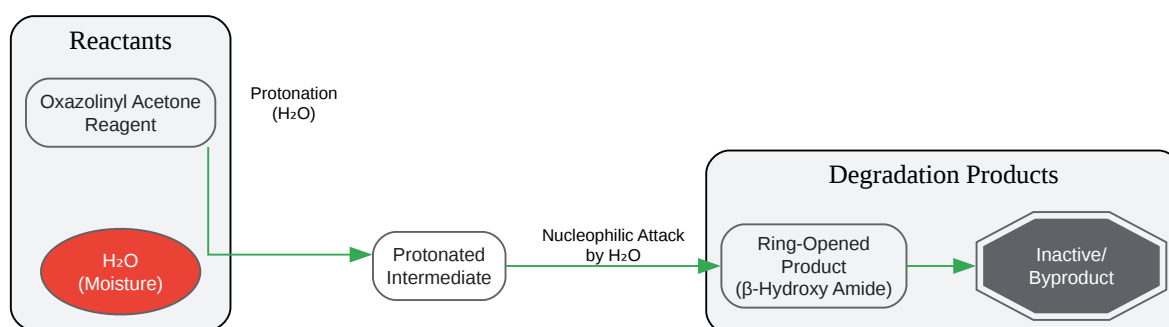 Reactants
Oxazolinyl Acetone
Reagent
Protonation
(H₂O)
H₂O
(Moisture)
Protonated
Intermediate
Nucleophilic Attack
by H₂O
Degradation Products
Ring-Opened
Product
(β-Hydroxy Amide)
Inactive/
Byproduct